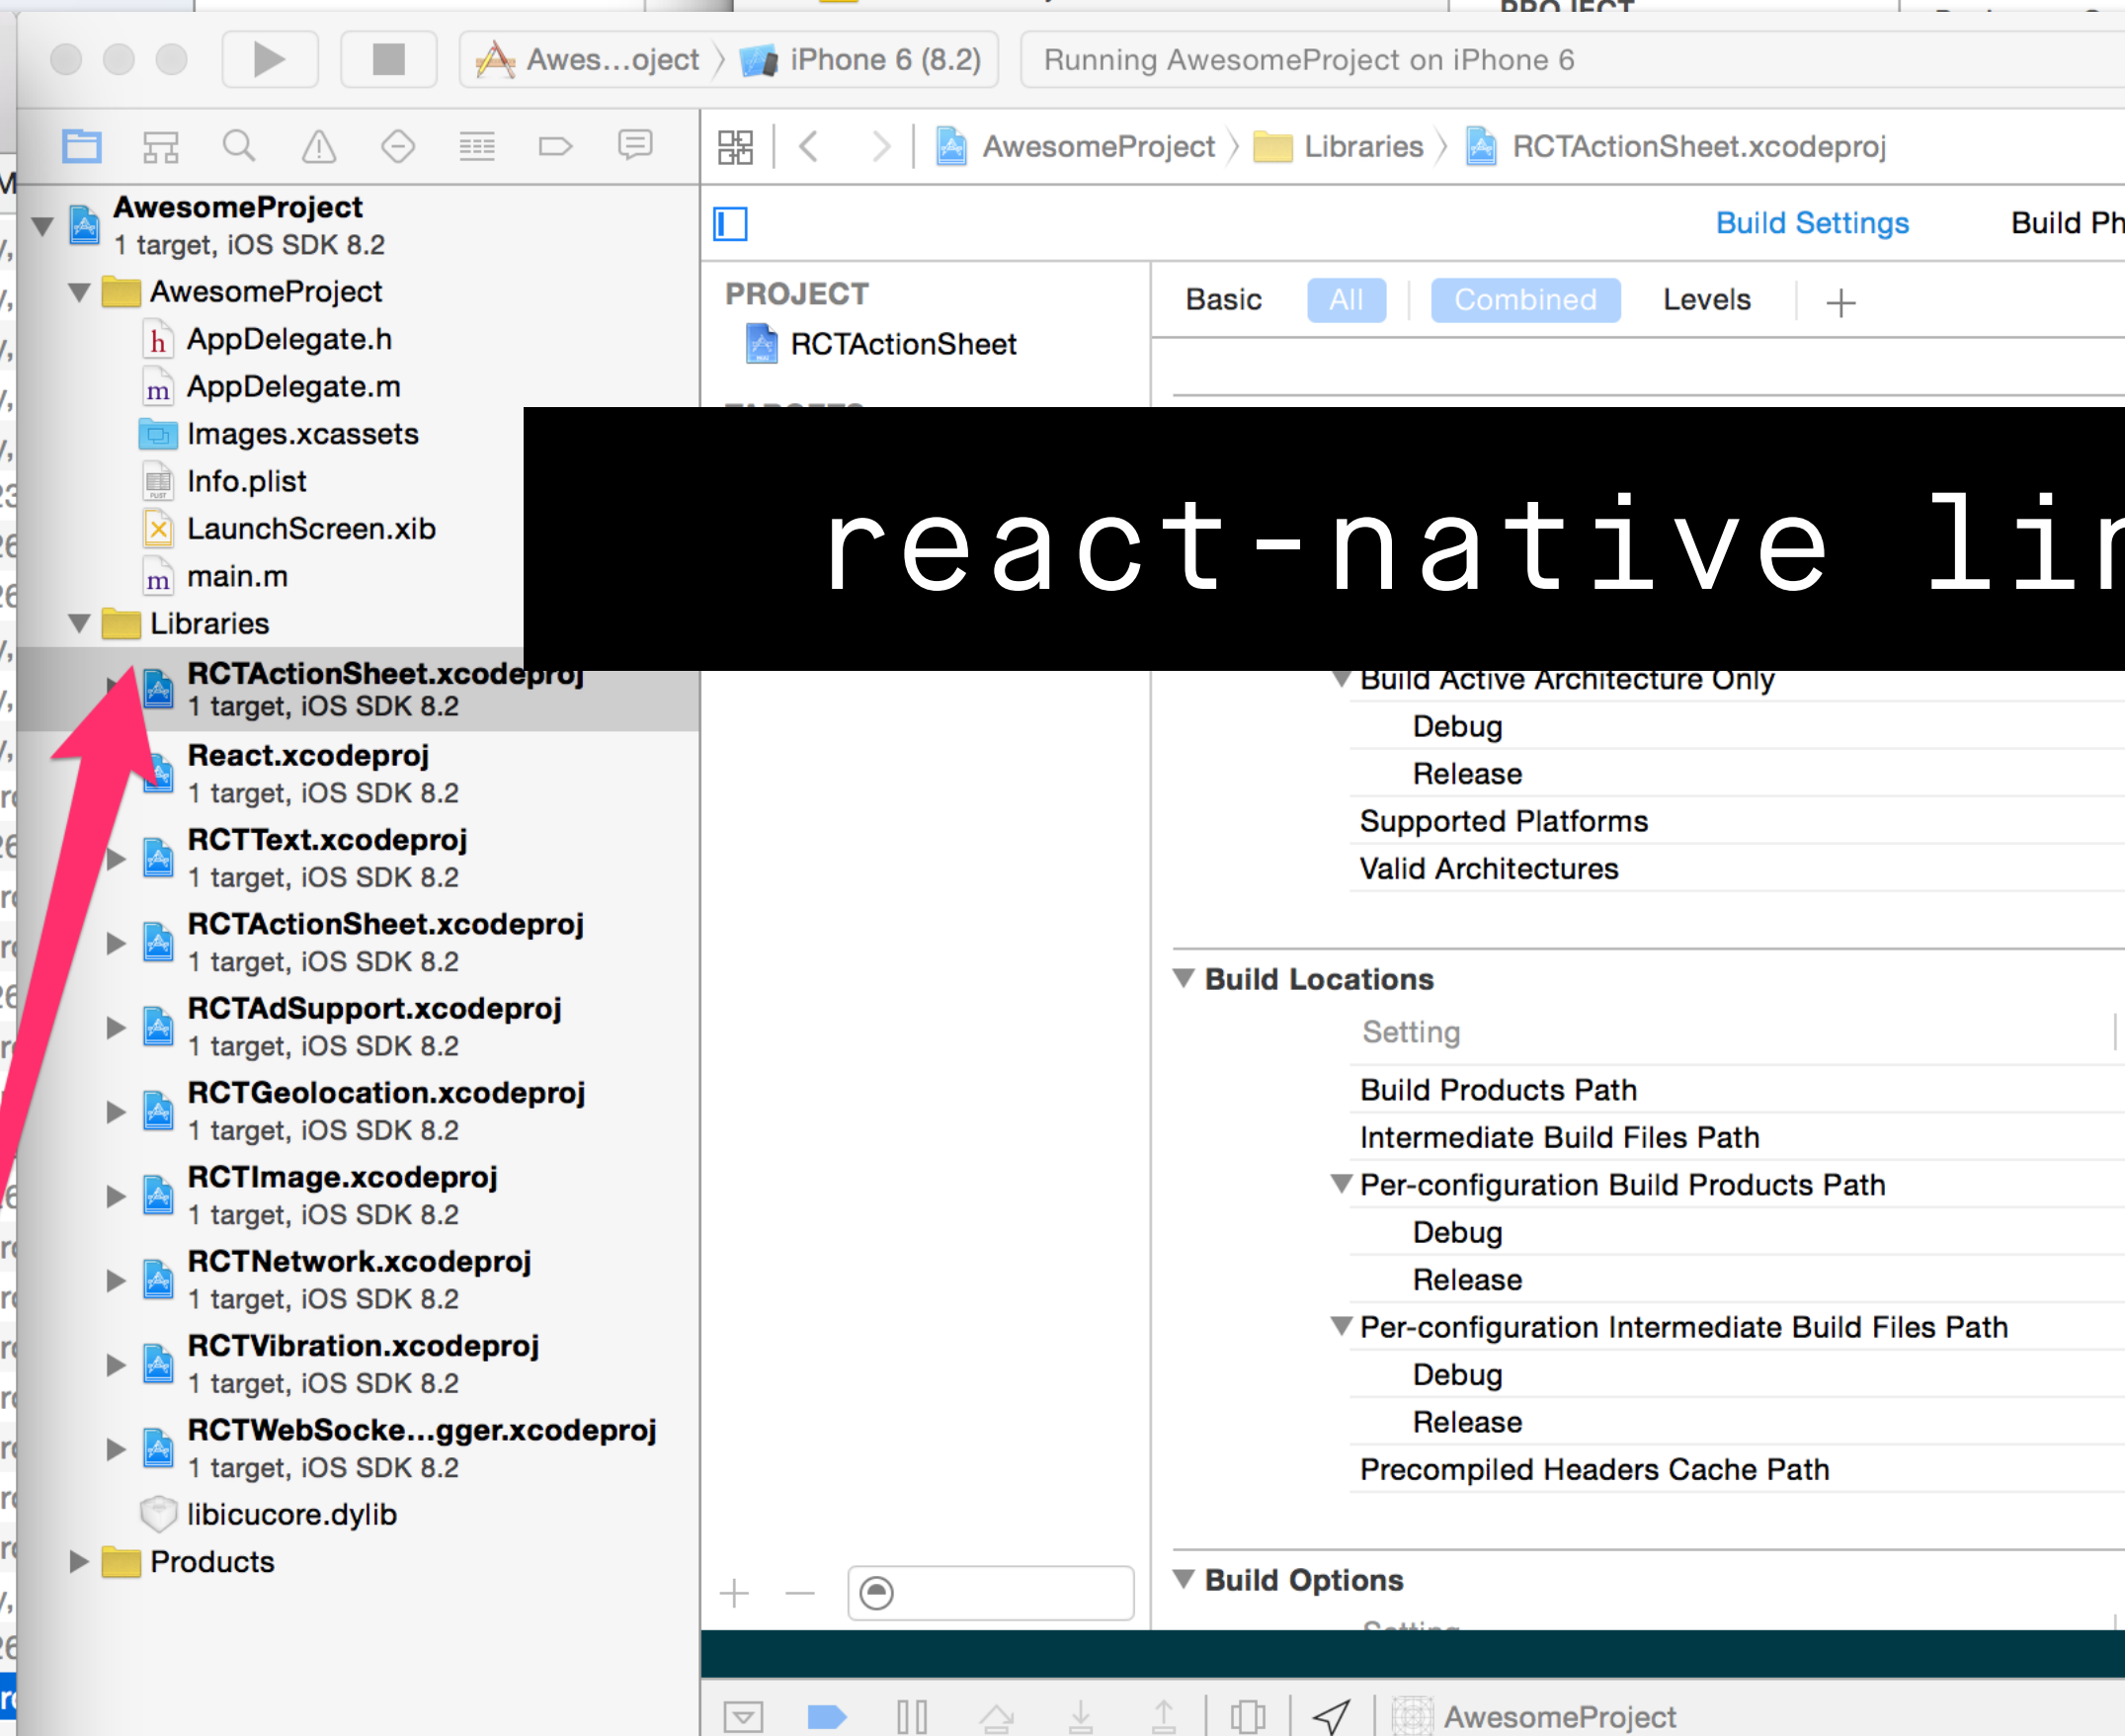 Awes...oject
iPhone 6 (8.2)
Running AwesomeProject on iPhone 6
AwesomeProject
Libraries
RCTActionSheet.xcodeproj
AwesomeProject
1 target, iOS SDK 8.2
AwesomeProject
h AppDelegate.h
m AppDelegate.m
Images.xcassets
PLIST Info.plist
LaunchScreen.xib
m main.m
Libraries
RCTActionSheet.xcodeproj
1 target, iOS SDK 8.2
React.xcodeproj
1 target, iOS SDK 8.2
RCTText.xcodeproj
1 target, iOS SDK 8.2
RCTActionSheet.xcodeproj
1 target, iOS SDK 8.2
RCTAdSupport.xcodeproj
1 target, iOS SDK 8.2
RCTGeolocation.xcodeproj
1 target, iOS SDK 8.2
RCTImage.xcodeproj
1 target, iOS SDK 8.2
RCTNetwork.xcodeproj
1 target, iOS SDK 8.2
RCTVibration.xcodeproj
1 target, iOS SDK 8.2
RCTWebSocke...gger.xcodeproj
1 target, iOS SDK 8.2
libicucore.dylib
Products
Build Settings
Build Ph
PROJECT
RCTActionSheet
Basic
All
Combined
Levels
react-native
Build Active Architecture Only
Debug
Release
Supported Platforms
Valid Architectures
Build Locations
Setting
Build Products Path
Intermediate Build Files Path
Per-configuration Build Products Path
Debug
Release
Per-configuration Intermediate Build Files Path
Debug
Release
Precompiled Headers Cache Path
Build Options
AwesomeProject